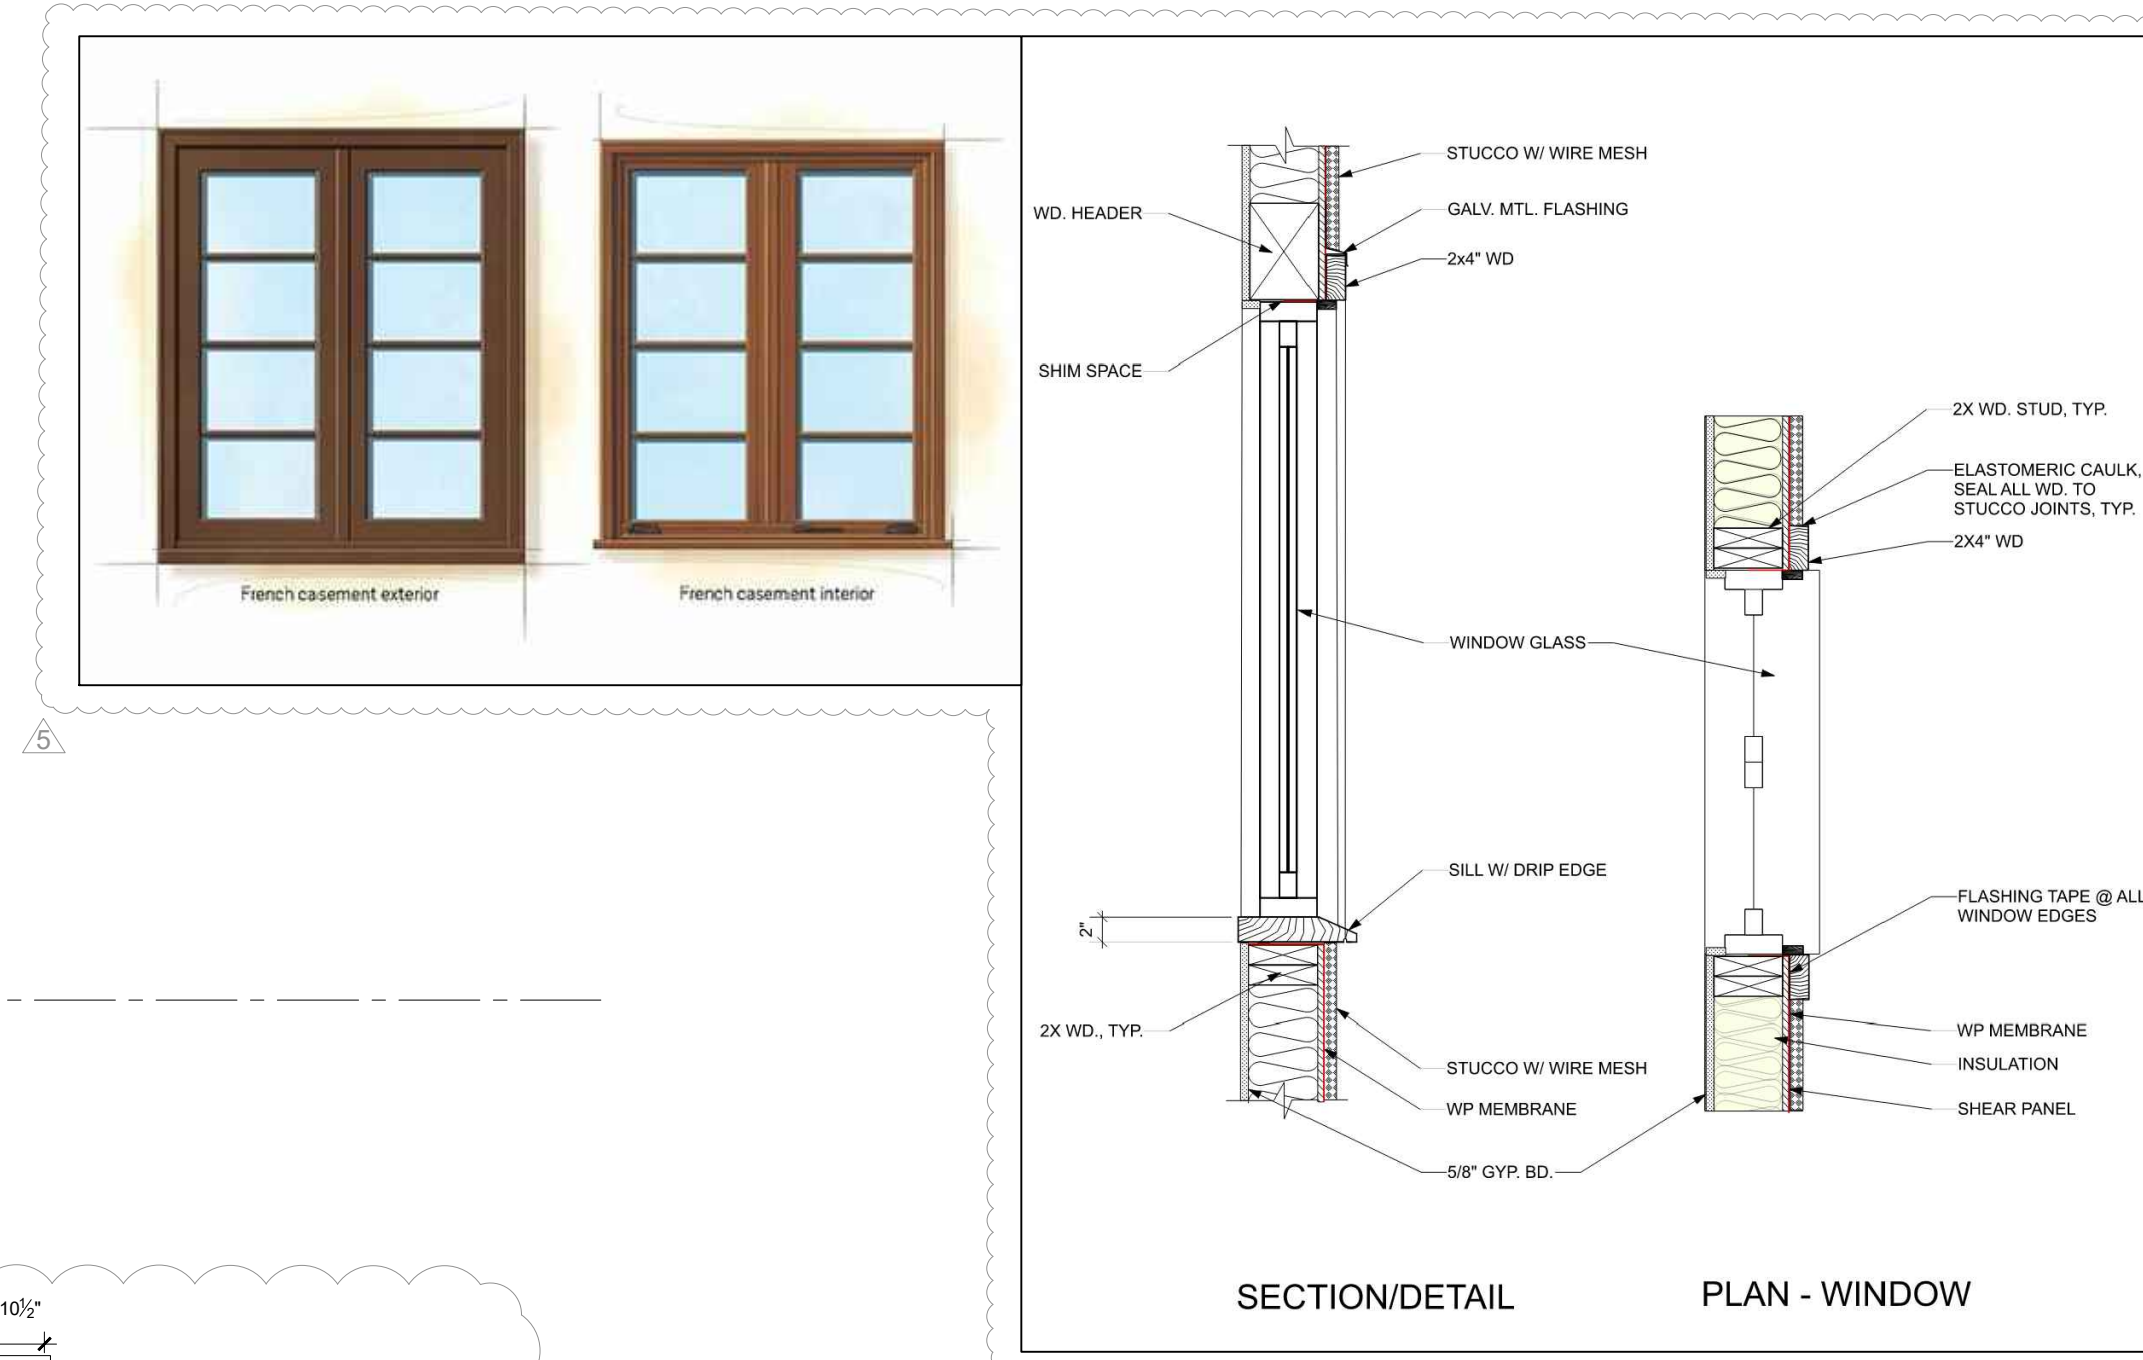 French casement exterior
French casement interior
5
10½"
STUCCO W/ WIRE MESH
GALV. MTL. FLASHING
WD. HEADER
2x4" WD
SHIM SPACE
WINDOW GLASS
SILL W/ DRIP EDGE
2"
2X WD., TYP.
STUCCO W/ WIRE MESH
WP MEMBRANE
5/8" GYP. BD.
SECTION/DETAIL
2X WD. STUD, TYP.
ELASTOMERIC CAULK,
SEAL ALL WD. TO
STUCCO JOINTS, TYP.
2X4" WD
FLASHING TAPE @ ALL
WINDOW EDGES
WP MEMBRANE
INSULATION
SHEAR PANEL
PLAN - WINDOW